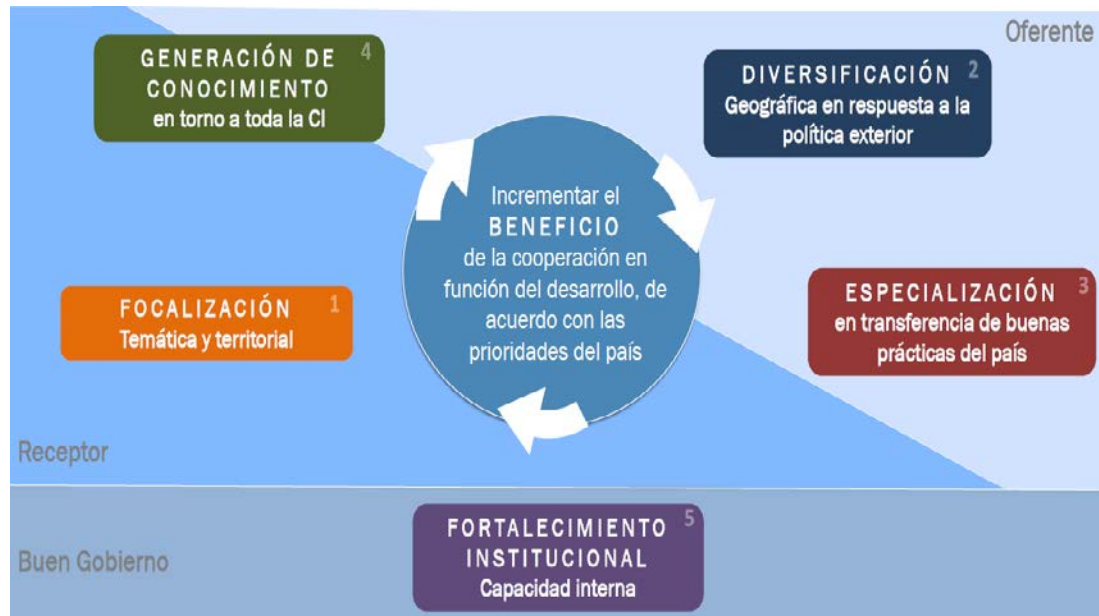 Oferente
GENERACIÓN DE 4
CONOCIMIENTO
en torno a toda la CI
DIVERSIFICACIÓN 2
Geográfica en respuesta a la
política exterior
Incrementar el
BENEFICIO
de la cooperación en
función del desarrollo, de
acuerdo con las
prioridades del país
FOCALIZACIÓN 1
Temática y territorial
ESPECIALIZACIÓN 3
en transferencia de buenas
prácticas del país
Receptor
Buen Gobierno
FORTALECIMIENTO 5
INSTITUCIONAL
Capacidad interna